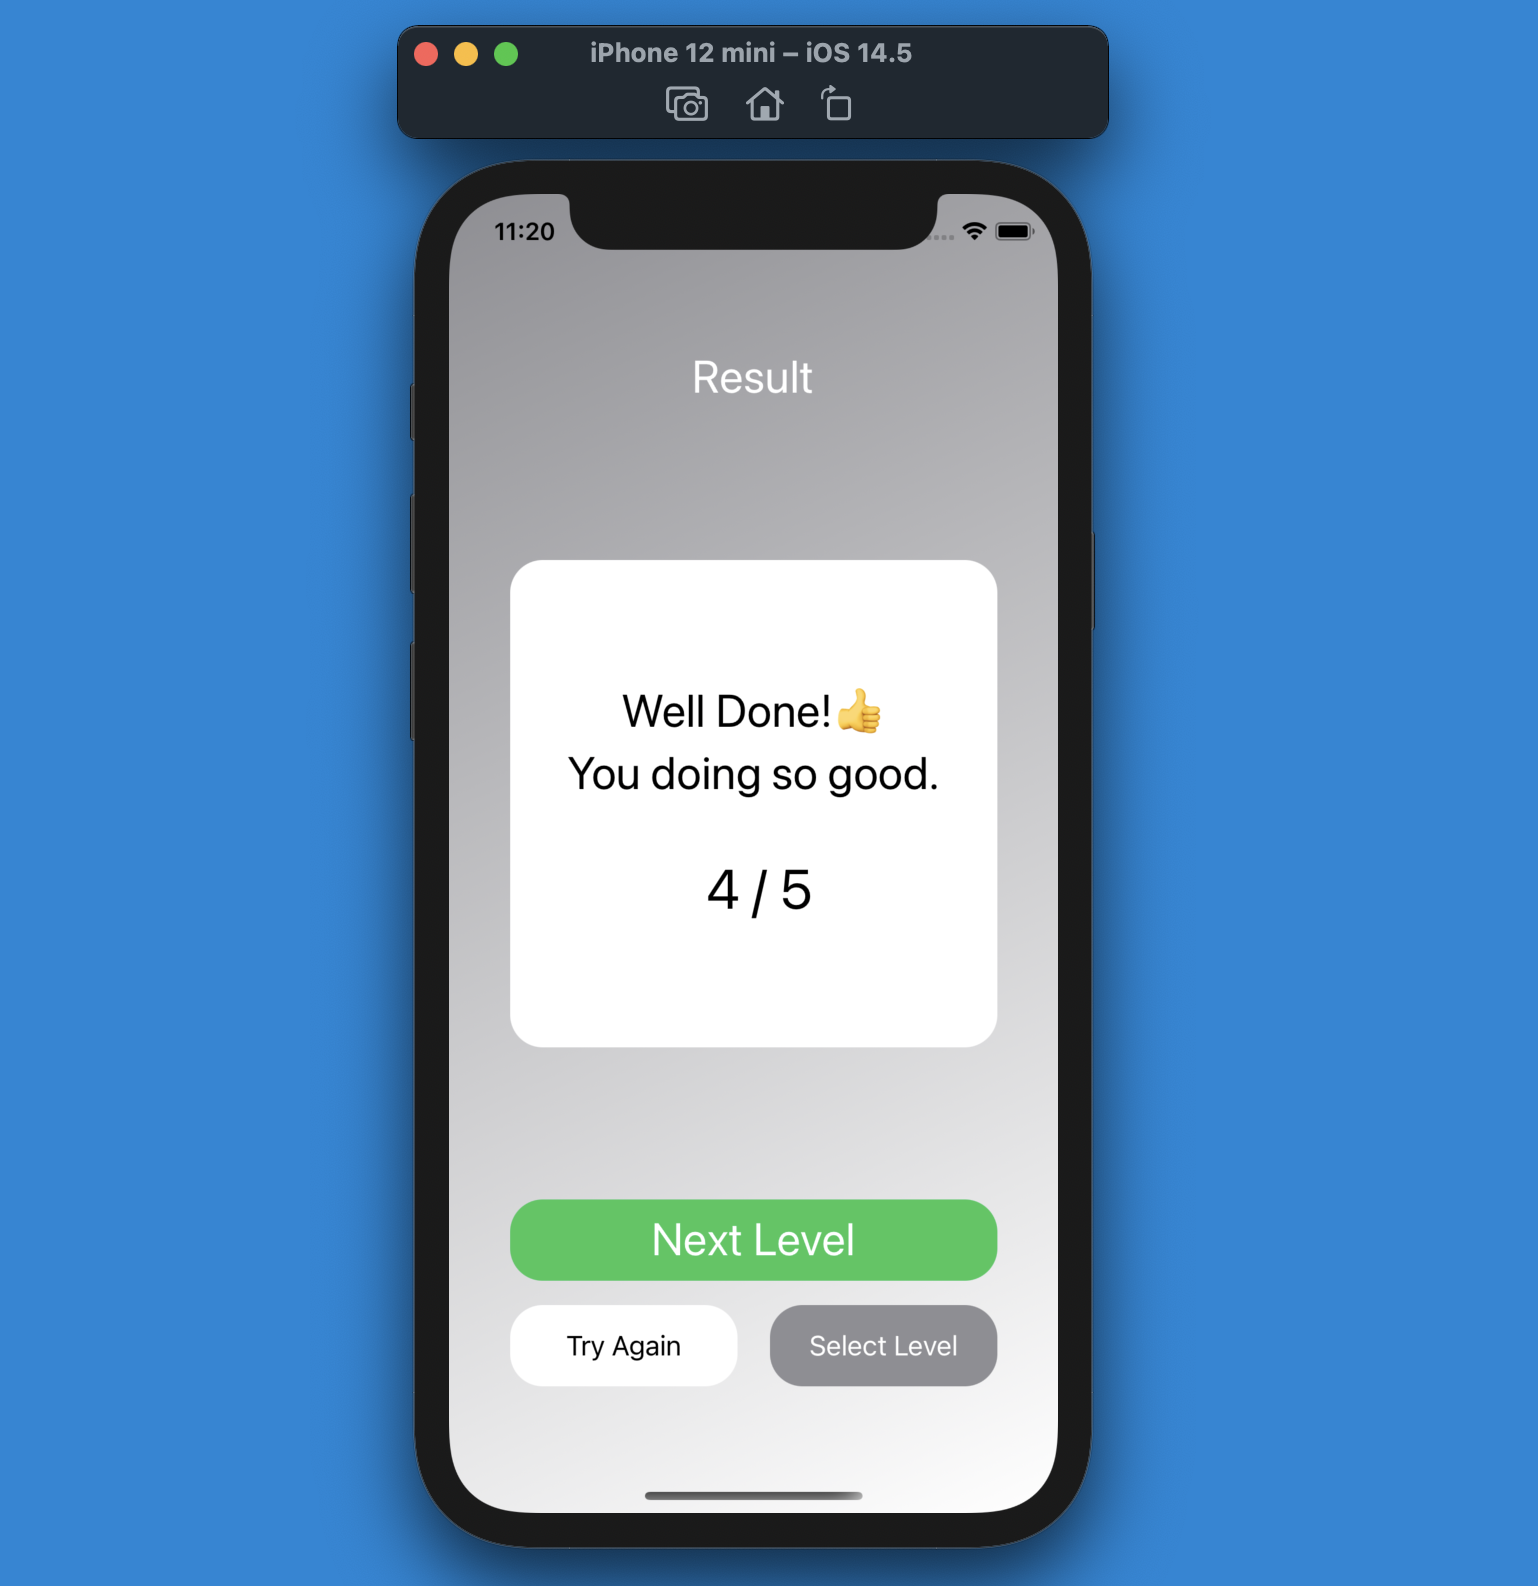 iPhone 12 mini – iOS 14.5
11:20
Result
Well Done!👍
You doing so good.
4 / 5
Next Level
Try Again
Select Level